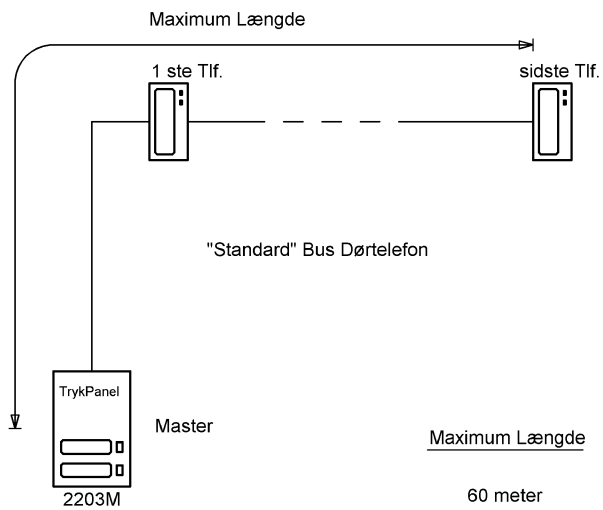 Maximum Længde
1 ste Tlf.
sidste Tlf.
"Standard" Bus Dørtelefon
TrykPanel
Master
Maximum Længde
2203M
60 meter